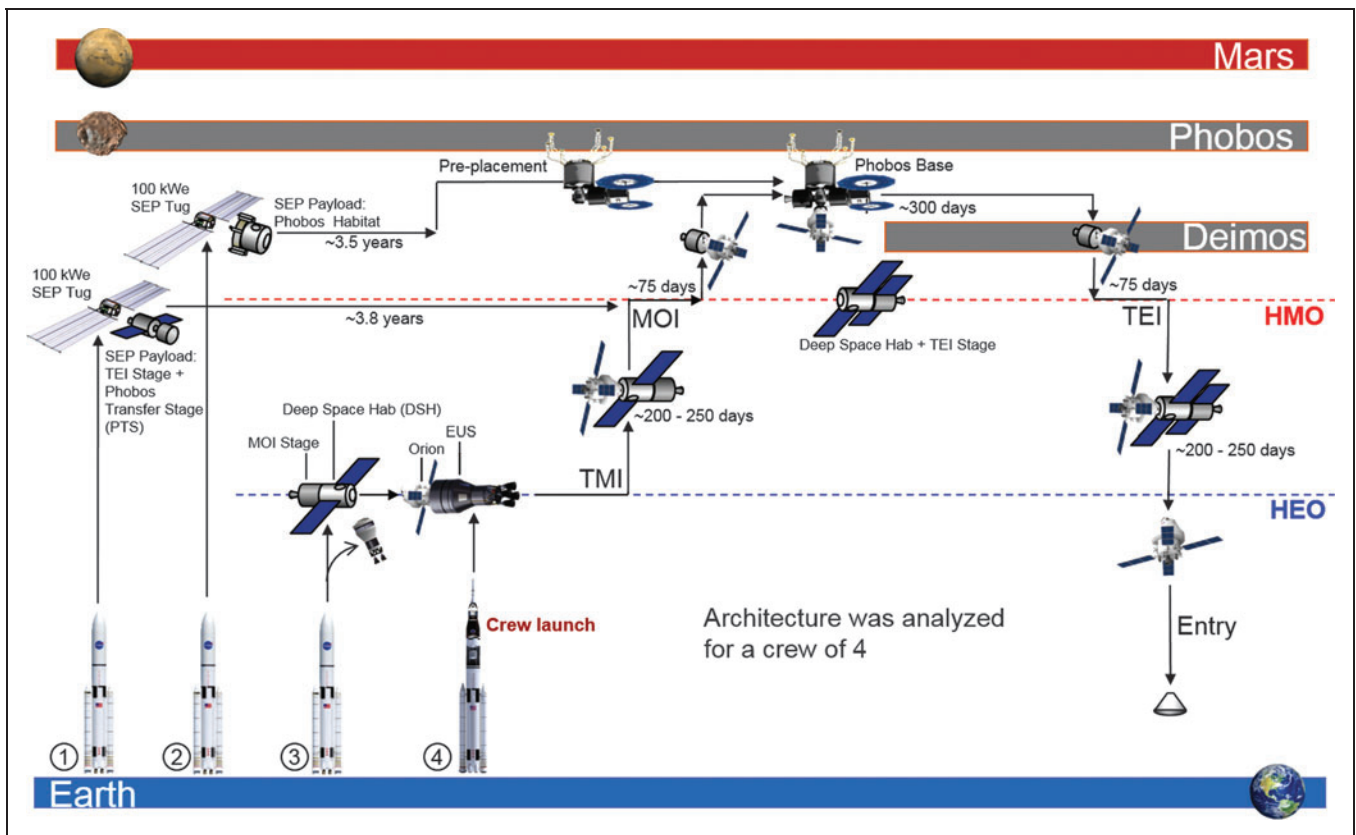 Mars
Phobos
Pre-placement
Phobos Base
100 kWe
SEP Tug
SEP Payload:
Phobos Habitat
~3.5 years
~300 days
Deimos
100 kWe
SEP Tug
~3.8 years
~75 days
MOI
~75 days
TEI
HMO
SEP Payload:
TEI Stage +
Phobos
Transfer Stage
(PTS)
Deep Space Hab + TEI Stage
Deep Space Hab (DSH)
MOI Stage
Orion
EUS
~200 - 250 days
~200 - 250 days
TMI
HEO
Crew launch
Architecture was analyzed
for a crew of 4
Entry
1
2
3
4
Earth